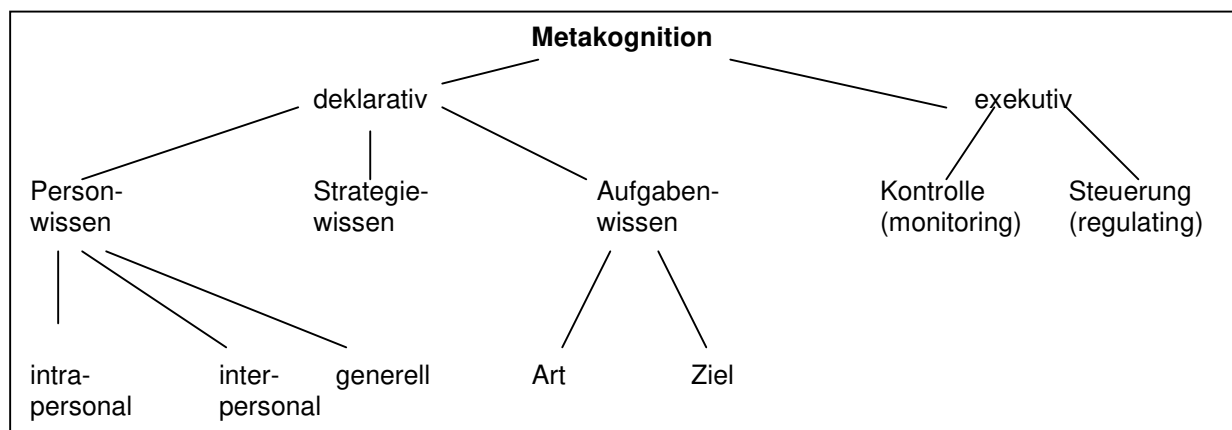 Metakognition
deklarativ exekutiv
Person- Strategie- Aufgaben- Kontrolle Steuerung
wissen wissen wissen (monitoring) (regulating)
intra- inter- generell Art Ziel
personal personal